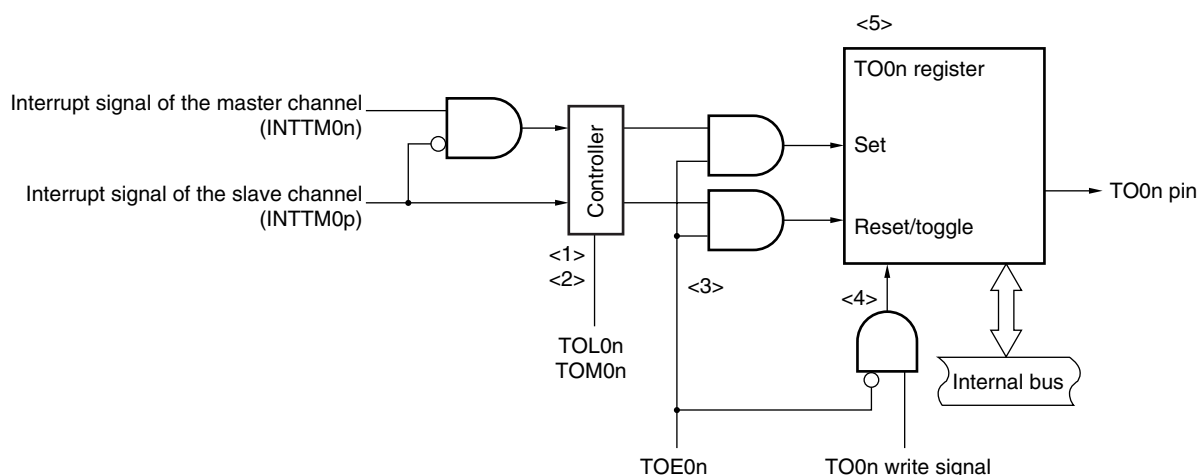 <5>
TO0n register
Interrupt signal of the master channel
(INTTM0n)
Set
Controller
TO0n pin
Interrupt signal of the slave channel
(INTTM0p)
Reset/toggle
<1>
<2>
<3>
<4>
TOL0n
TOM0n
Internal bus
TOE0n
TO0n write signal